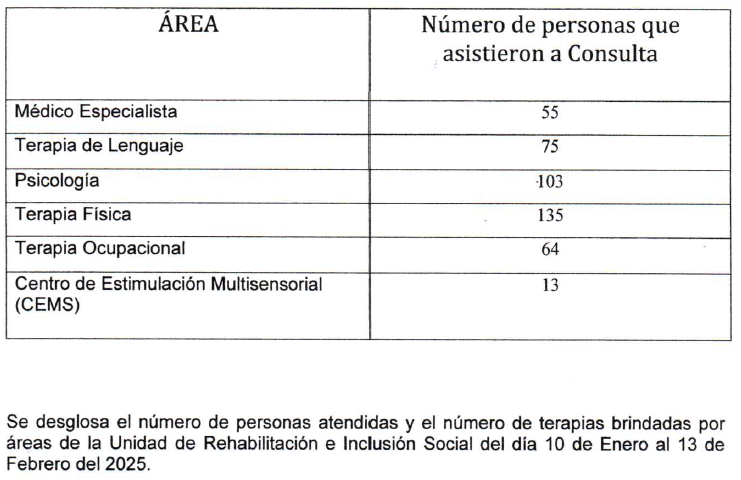 ÁREA
Número de personas que
asistieron a Consulta
Médico Especialista 55
Terapia de Lenguaje 75
Psicología 103
Terapia Física 135
Terapia Ocupacional 64
Centro de Estimulación Multisensorial 13
(CEMS)
Se desglosa el número de personas atendidas y el número de terapias brindadas por
áreas de la Unidad de Rehabilitación e Inclusión Social del día 10 de Enero al 13 de
Febrero del 2025.